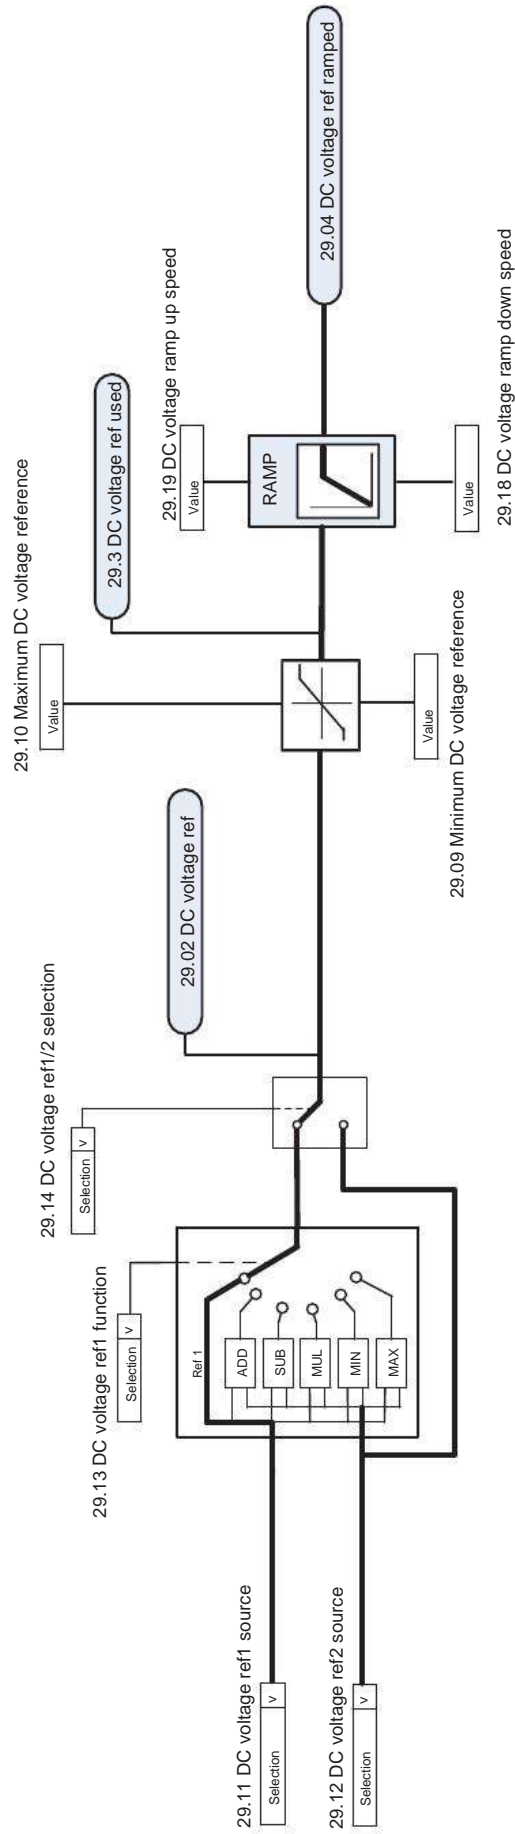 29.11 DC voltage ref1 source
Selection v
29.12 DC voltage ref2 source
Selection v
29.13 DC voltage ref1 function
Selection v
Ref 1
ADD
SUB
MUL
MIN
MAX
29.14 DC voltage ref1/2 selection
Selection v
29.02 DC voltage ref
29.10 Maximum DC voltage reference
Value
29.09 Minimum DC voltage reference
Value
29.3 DC voltage ref used
29.19 DC voltage ramp up speed
Value
RAMP
Value
29.18 DC voltage ramp down speed
29.04 DC voltage ref ramped